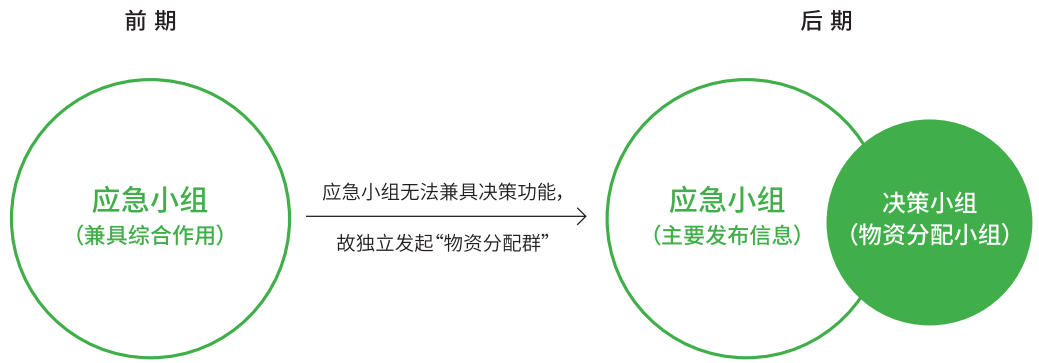 前期
后期
应急小组
（兼具综合作用）
应急小组无法兼具决策功能，
故独立发起“物资分配群”
应急小组
（主要发布信息）
决策小组
（物资分配小组）